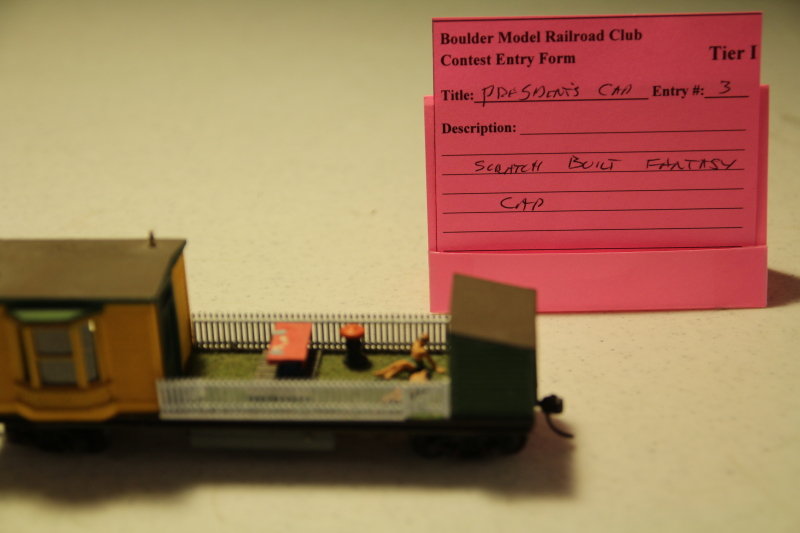 Boulder Model Railroad Club
Contest Entry Form Tier I
Title: PRESIDENT'S CAR Entry #: 3
Description:
SCRATCH BUILT FANTASY
CAR